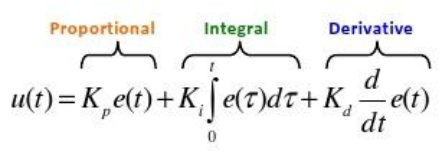 Proportional Integral Derivative
u(t) = K_p e(t) + K_i ∫_0^t e(τ)dτ + K_d d/dt e(t)